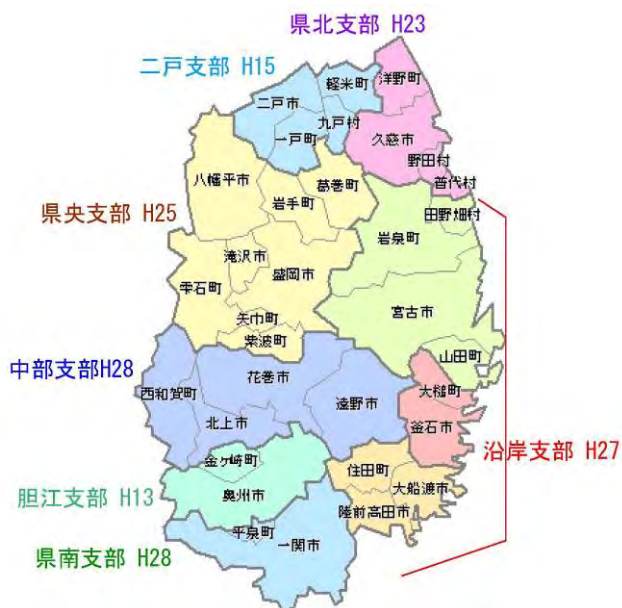 県北支部 H23
二戸支部 H15
軽米町
洋野町
二戸市
九戸村
一戸町
久慈市
野田村
普代村
八幡平市
葛巻町
岩手町
田野畑村
県央支部 H25
岩泉町
滝沢市
盛岡市
雫石町
宮古市
矢巾町
紫波町
山田町
中部支部H28
花巻市
西和賀町
大槌町
遠野市
北上市
釜石市
沿岸支部 H27
金ケ崎町
住田町
胆江支部 H13
奥州市
大船渡市
陸前高田市
平泉町
一関市
県南支部 H28